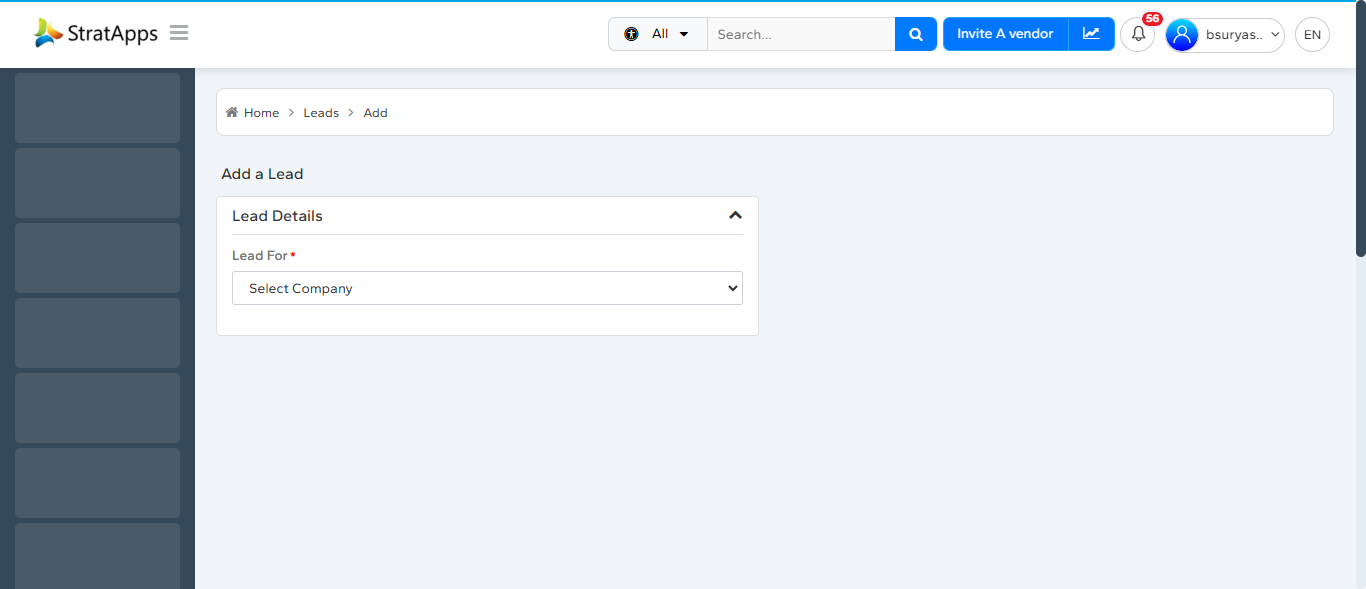 StratApps
All
Search...
Invite A vendor
56
bsuryas..
EN
Home > Leads > Add
Add a Lead
Lead Details
Lead For *
Select Company